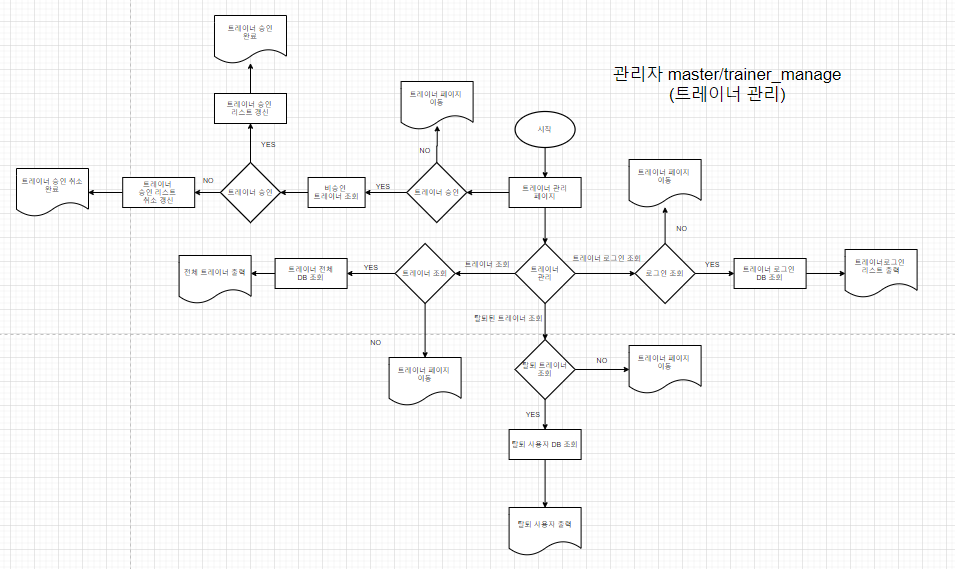 트레이너 승인
완료
관리자 master/trainer_manage
(트레이너 관리)
트레이너 페이지
이동
트레이너 승인
리스트 갱신
시작
YES
NO
트레이너 승인 취소
완료
NO
트레이너
승인 리스트
취소 갱신
트레이너 승인
비승인
트레이너 조회
YES
트레이너 승인
트레이너 관리
페이지
트레이너 페이지
이동
NO
전체 트레이너 출력
트레이너 전체
DB 조회
YES
트레이너 조회
트레이너 조회
트레이너
관리
트레이너 로그인 조회
로그인 조회
YES
트레이너 로그인
DB 조회
트레이너로그인
리스트 출력
탈퇴된 트레이너 조회
NO
트레이너 페이지
이동
탈퇴 트레이너
조회
NO
트레이너 페이지
이동
YES
탈퇴 사용자 DB 조회
탈퇴 사용자 출력